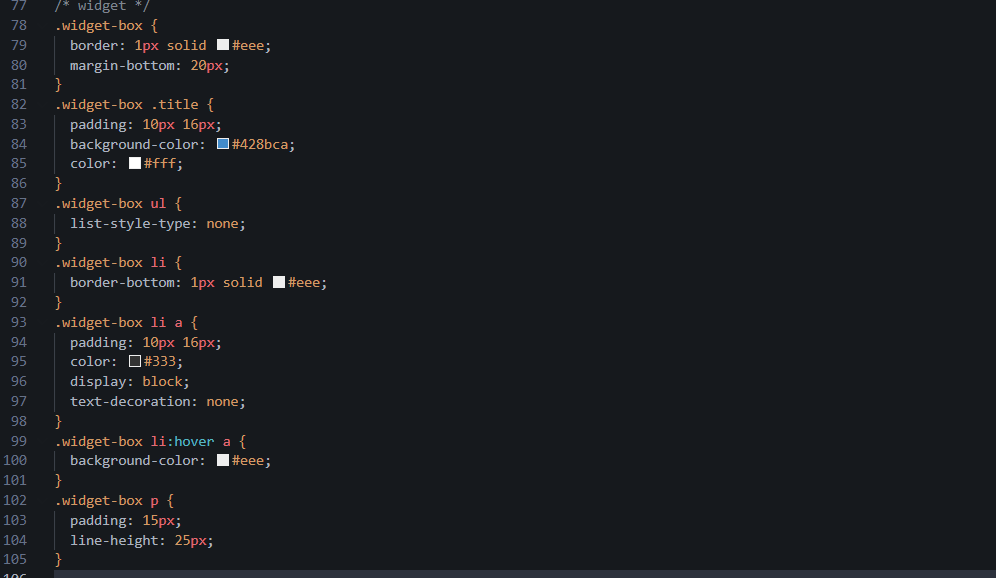 77 /* widget */
78 .widget-box {
79 border: 1px solid #eee;
80 margin-bottom: 20px;
81 }
82 .widget-box .title {
83 padding: 10px 16px;
84 background-color: #428bca;
85 color: #fff;
86 }
87 .widget-box ul {
88 list-style-type: none;
89 }
90 .widget-box li {
91 border-bottom: 1px solid #eee;
92 }
93 .widget-box li a {
94 padding: 10px 16px;
95 color: #333;
96 display: block;
97 text-decoration: none;
98 }
99 .widget-box li:hover a {
100 background-color: #eee;
101 }
102 .widget-box p {
103 padding: 15px;
104 line-height: 25px;
105 }
106